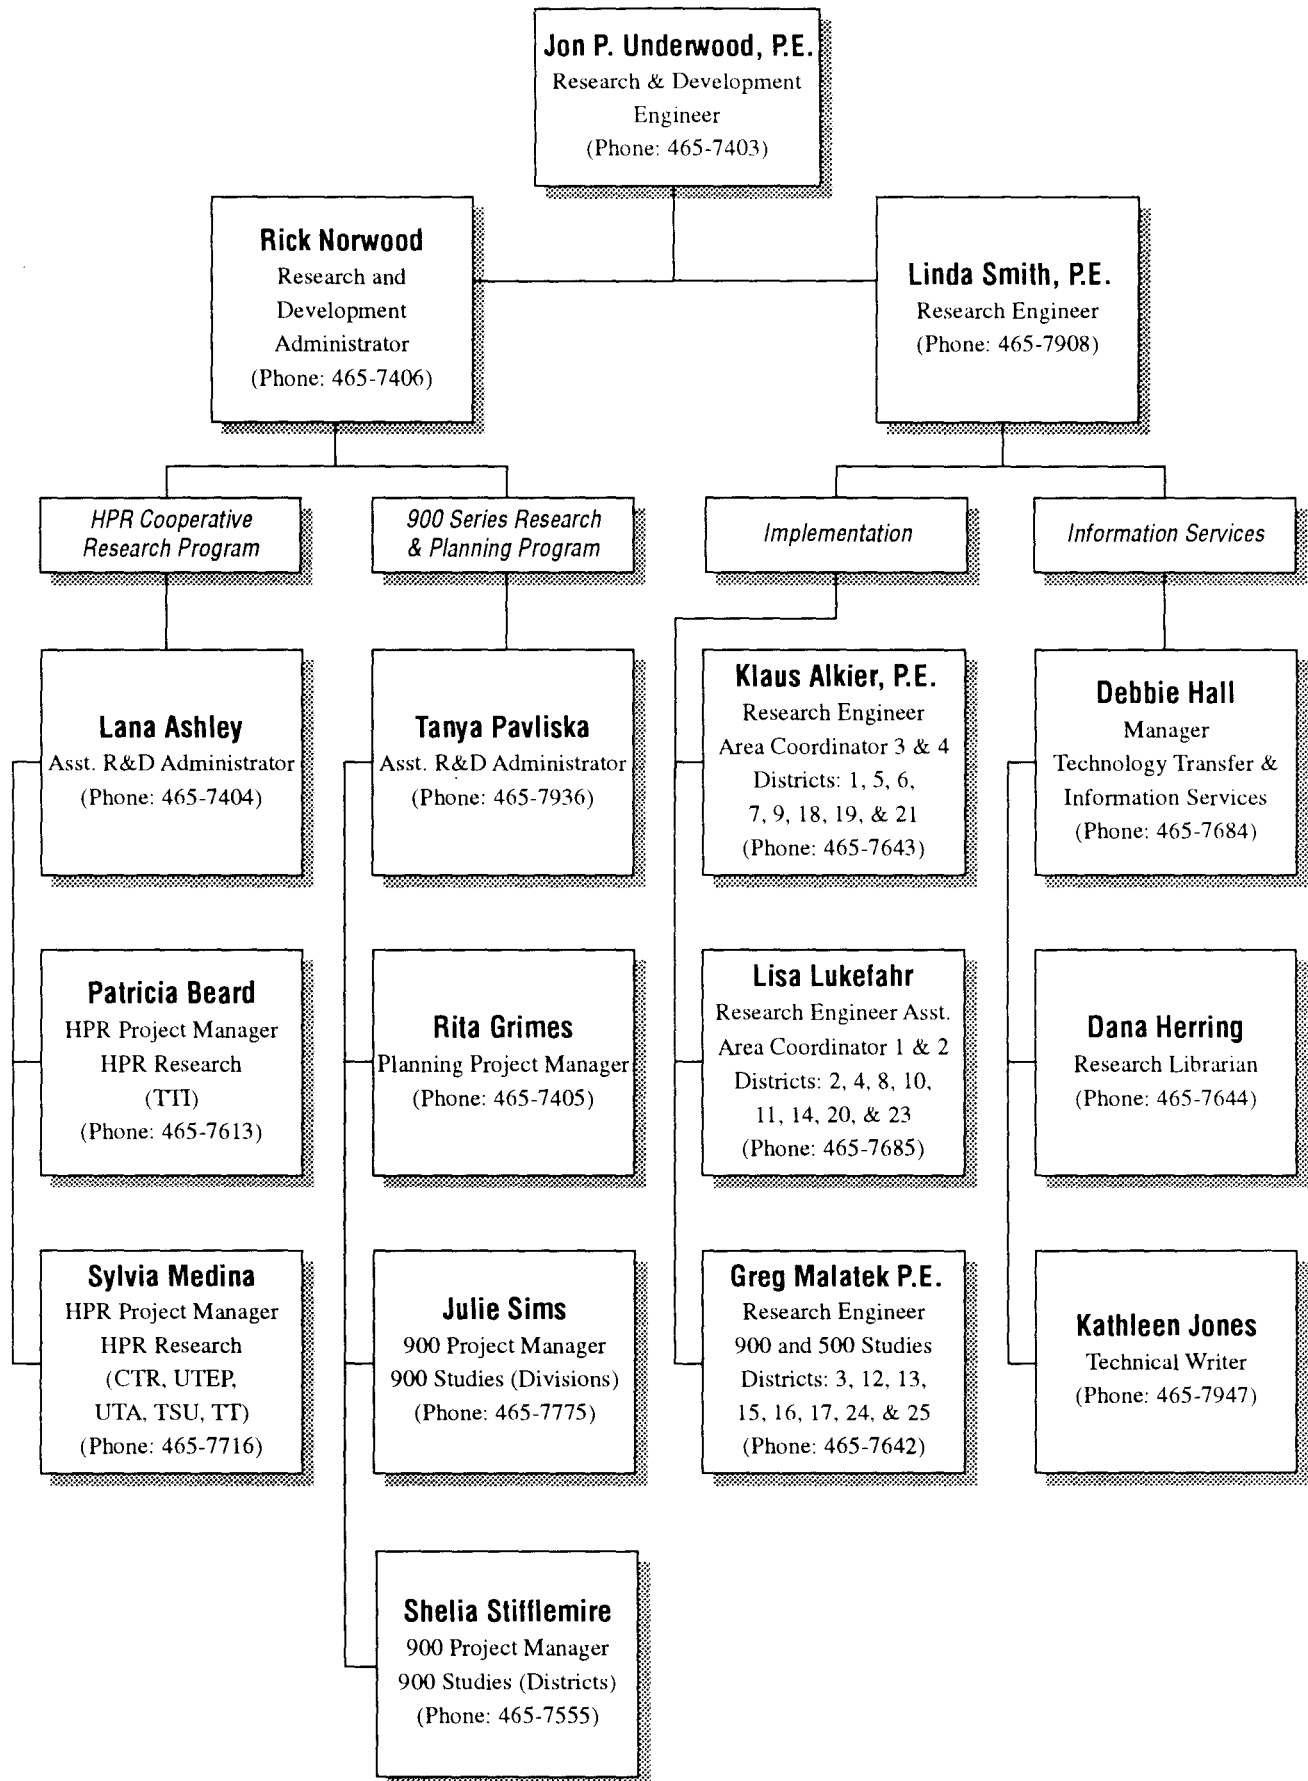 Jon P. Underwood, P.E.
Research & Development
Engineer
(Phone: 465-7403)
Rick Norwood
Research and
Development
Administrator
(Phone: 465-7406)
Linda Smith, P.E.
Research Engineer
(Phone: 465-7908)
HPR Cooperative
Research Program
900 Series Research
& Planning Program
Implementation
Information Services
Lana Ashley
Asst. R&D Administrator
(Phone: 465-7404)
Tanya Pavliska
Asst. R&D Administrator
(Phone: 465-7936)
Klaus Alkier, P.E.
Research Engineer
Area Coordinator 3 & 4
Districts: 1, 5, 6,
7, 9, 18, 19, & 21
(Phone: 465-7643)
Debbie Hall
Manager
Technology Transfer &
Information Services
(Phone: 465-7684)
Patricia Beard
HPR Project Manager
HPR Research
(TTI)
(Phone: 465-7613)
Rita Grimes
Planning Project Manager
(Phone: 465-7405)
Lisa Lukefahr
Research Engineer Asst.
Area Coordinator 1 & 2
Districts: 2, 4, 8, 10,
11, 14, 20, & 23
(Phone: 465-7685)
Dana Herring
Research Librarian
(Phone: 465-7644)
Sylvia Medina
HPR Project Manager
HPR Research
(CTR, UTEP,
UTA, TSU, TT)
(Phone: 465-7716)
Julie Sims
900 Project Manager
900 Studies (Divisions)
(Phone: 465-7775)
Greg Malatek P.E.
Research Engineer
900 and 500 Studies
Districts: 3, 12, 13,
15, 16, 17, 24, & 25
(Phone: 465-7642)
Kathleen Jones
Technical Writer
(Phone: 465-7947)
Shelia Stifflemire
900 Project Manager
900 Studies (Districts)
(Phone: 465-7555)